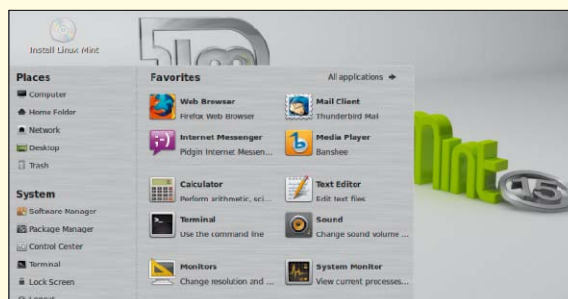 Install Linux Mint
Places
Computer
Home Folder
Network
Desktop
Trash
System
Software Manager
Package Manager
Control Center
Terminal
Lock Screen
Logout
Favorites
All applications
Web Browser
Firefox Web Browser
Mail Client
Thunderbird Mail
Internet Messenger
Pidgin Internet Messen...
Media Player
Banshee
Calculator
Perform arithmetic, sci...
Text Editor
Edit text files
Terminal
Use the command line
Sound
Change sound volume ...
Monitors
Change resolution and ...
System Monitor
View current processes...
Mint 15